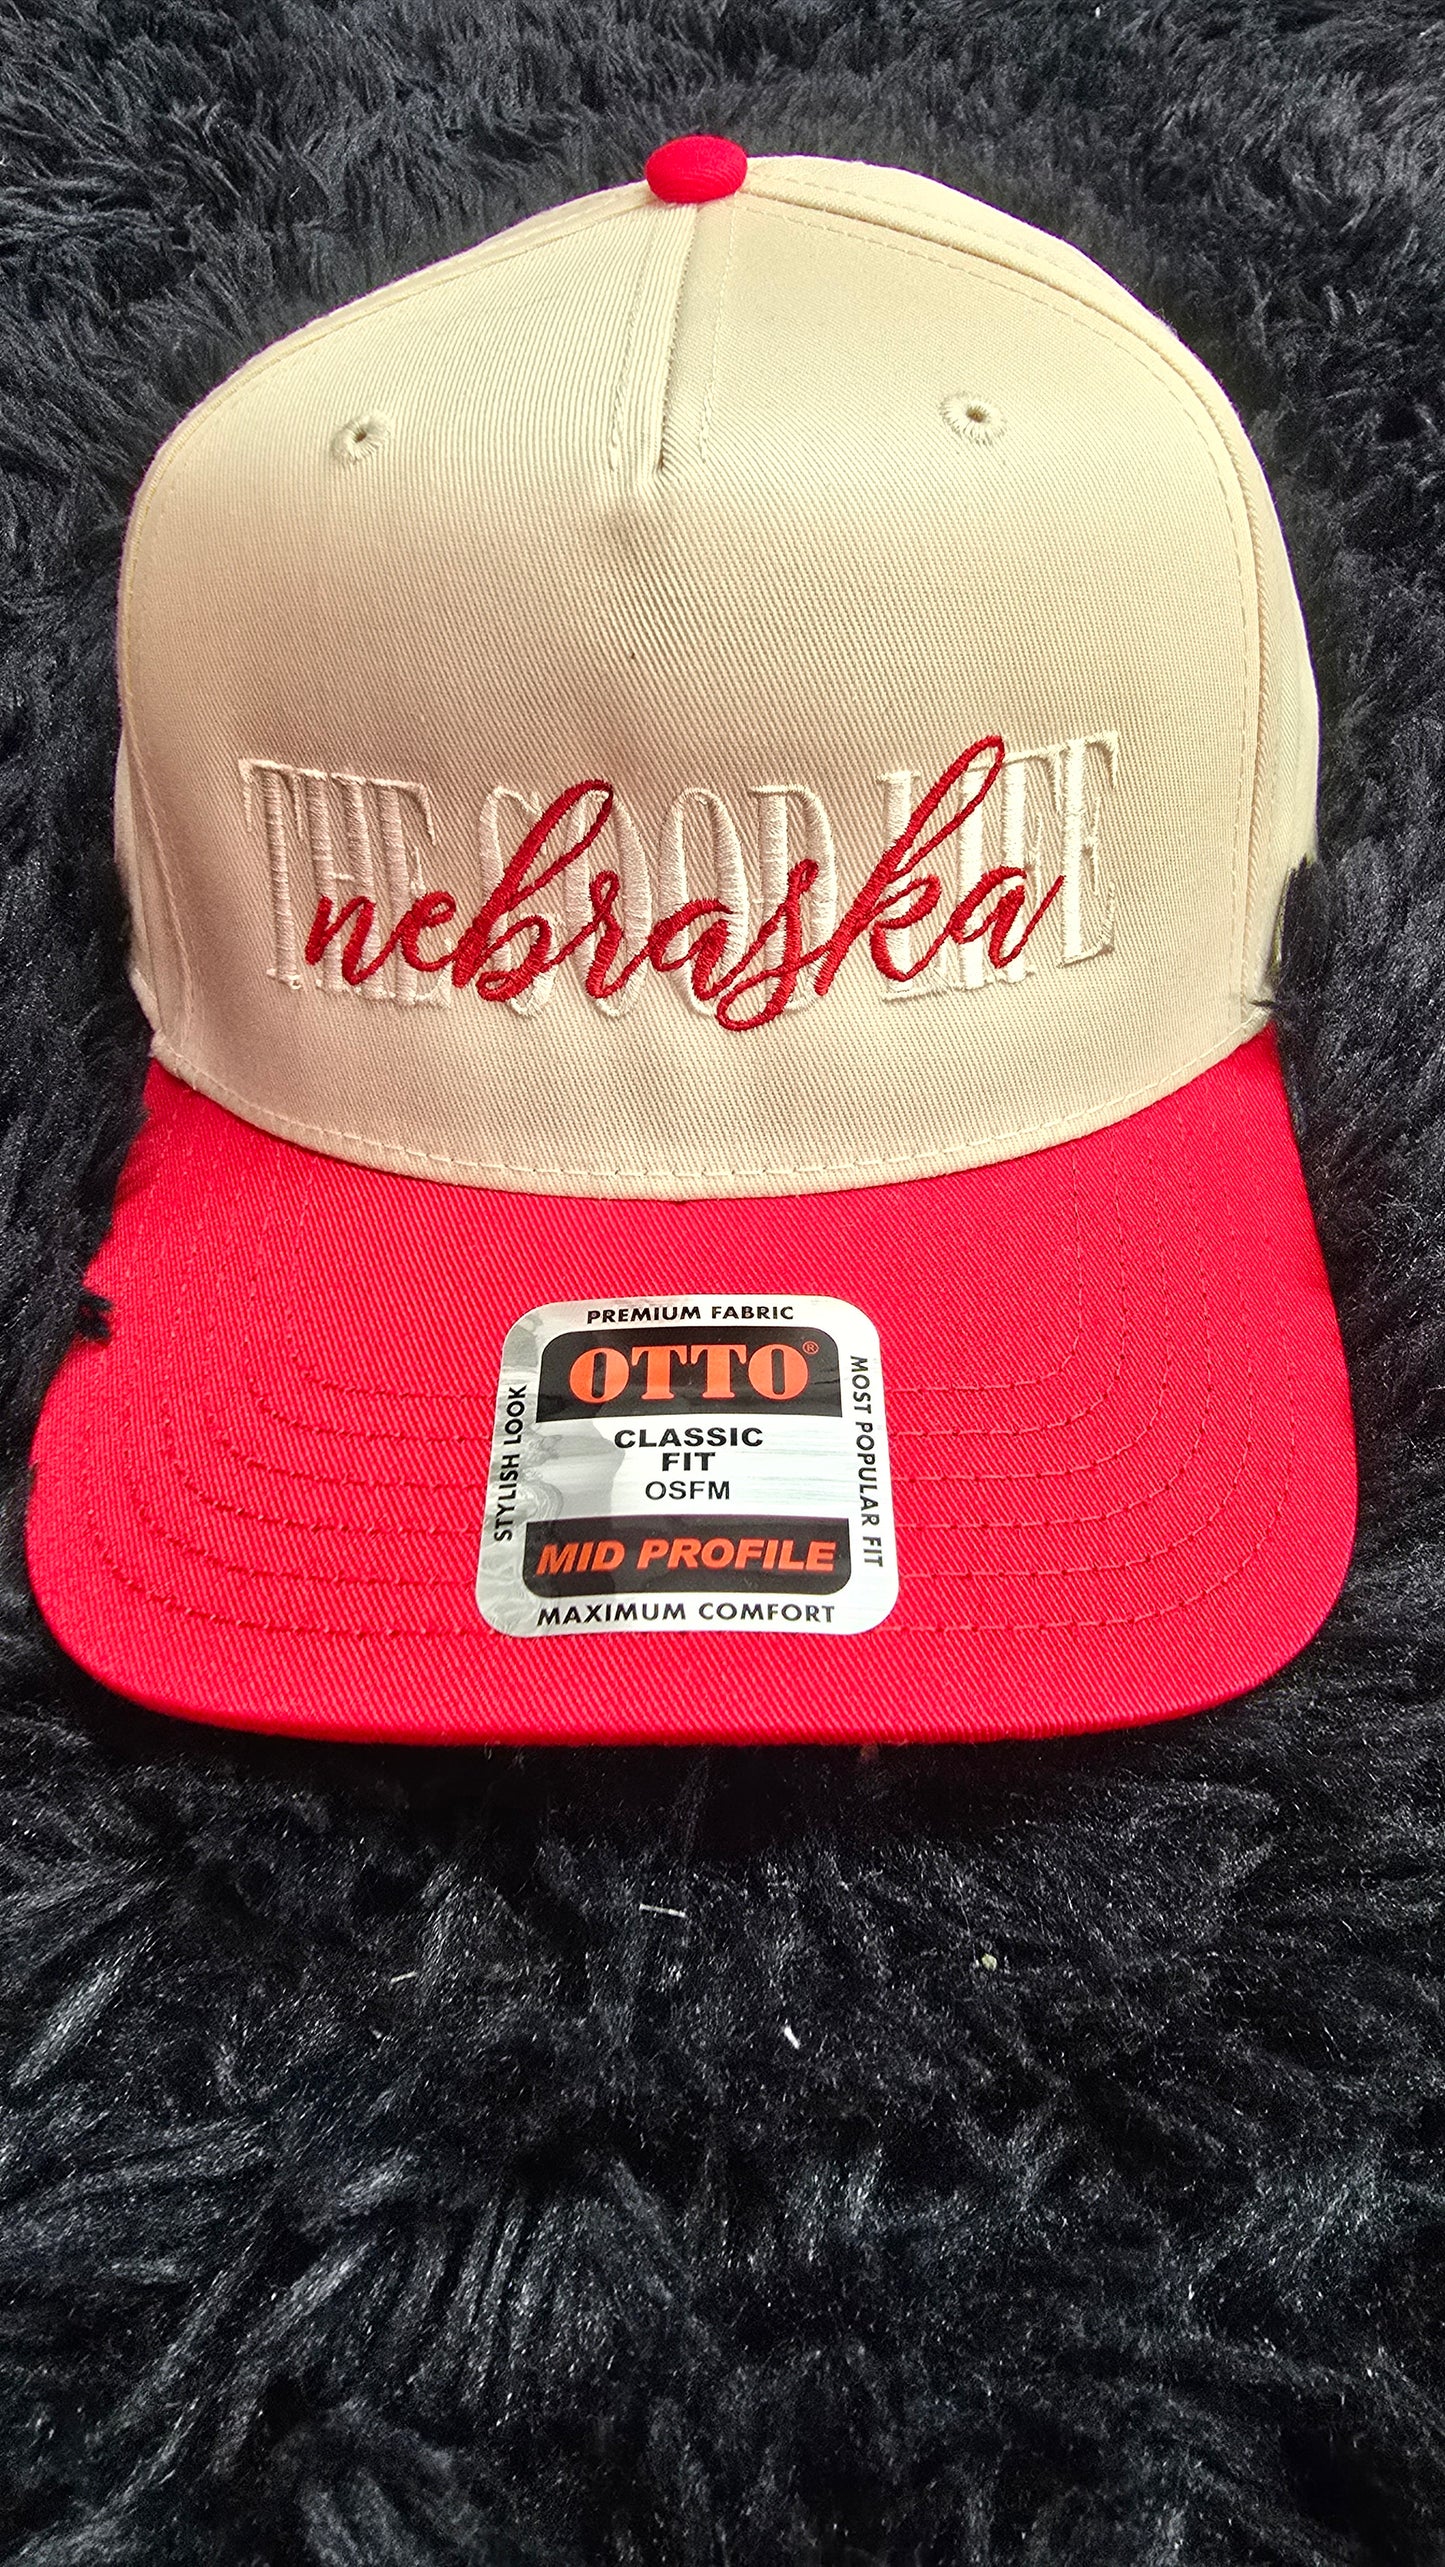 THE GOOD LIFE
nebraska
PREMIUM FABRIC
OTTO®
CLASSIC
FIT
OSFM
MID PROFILE
MAXIMUM COMFORT
STYLISH LOOK
MOST POPULAR FIT